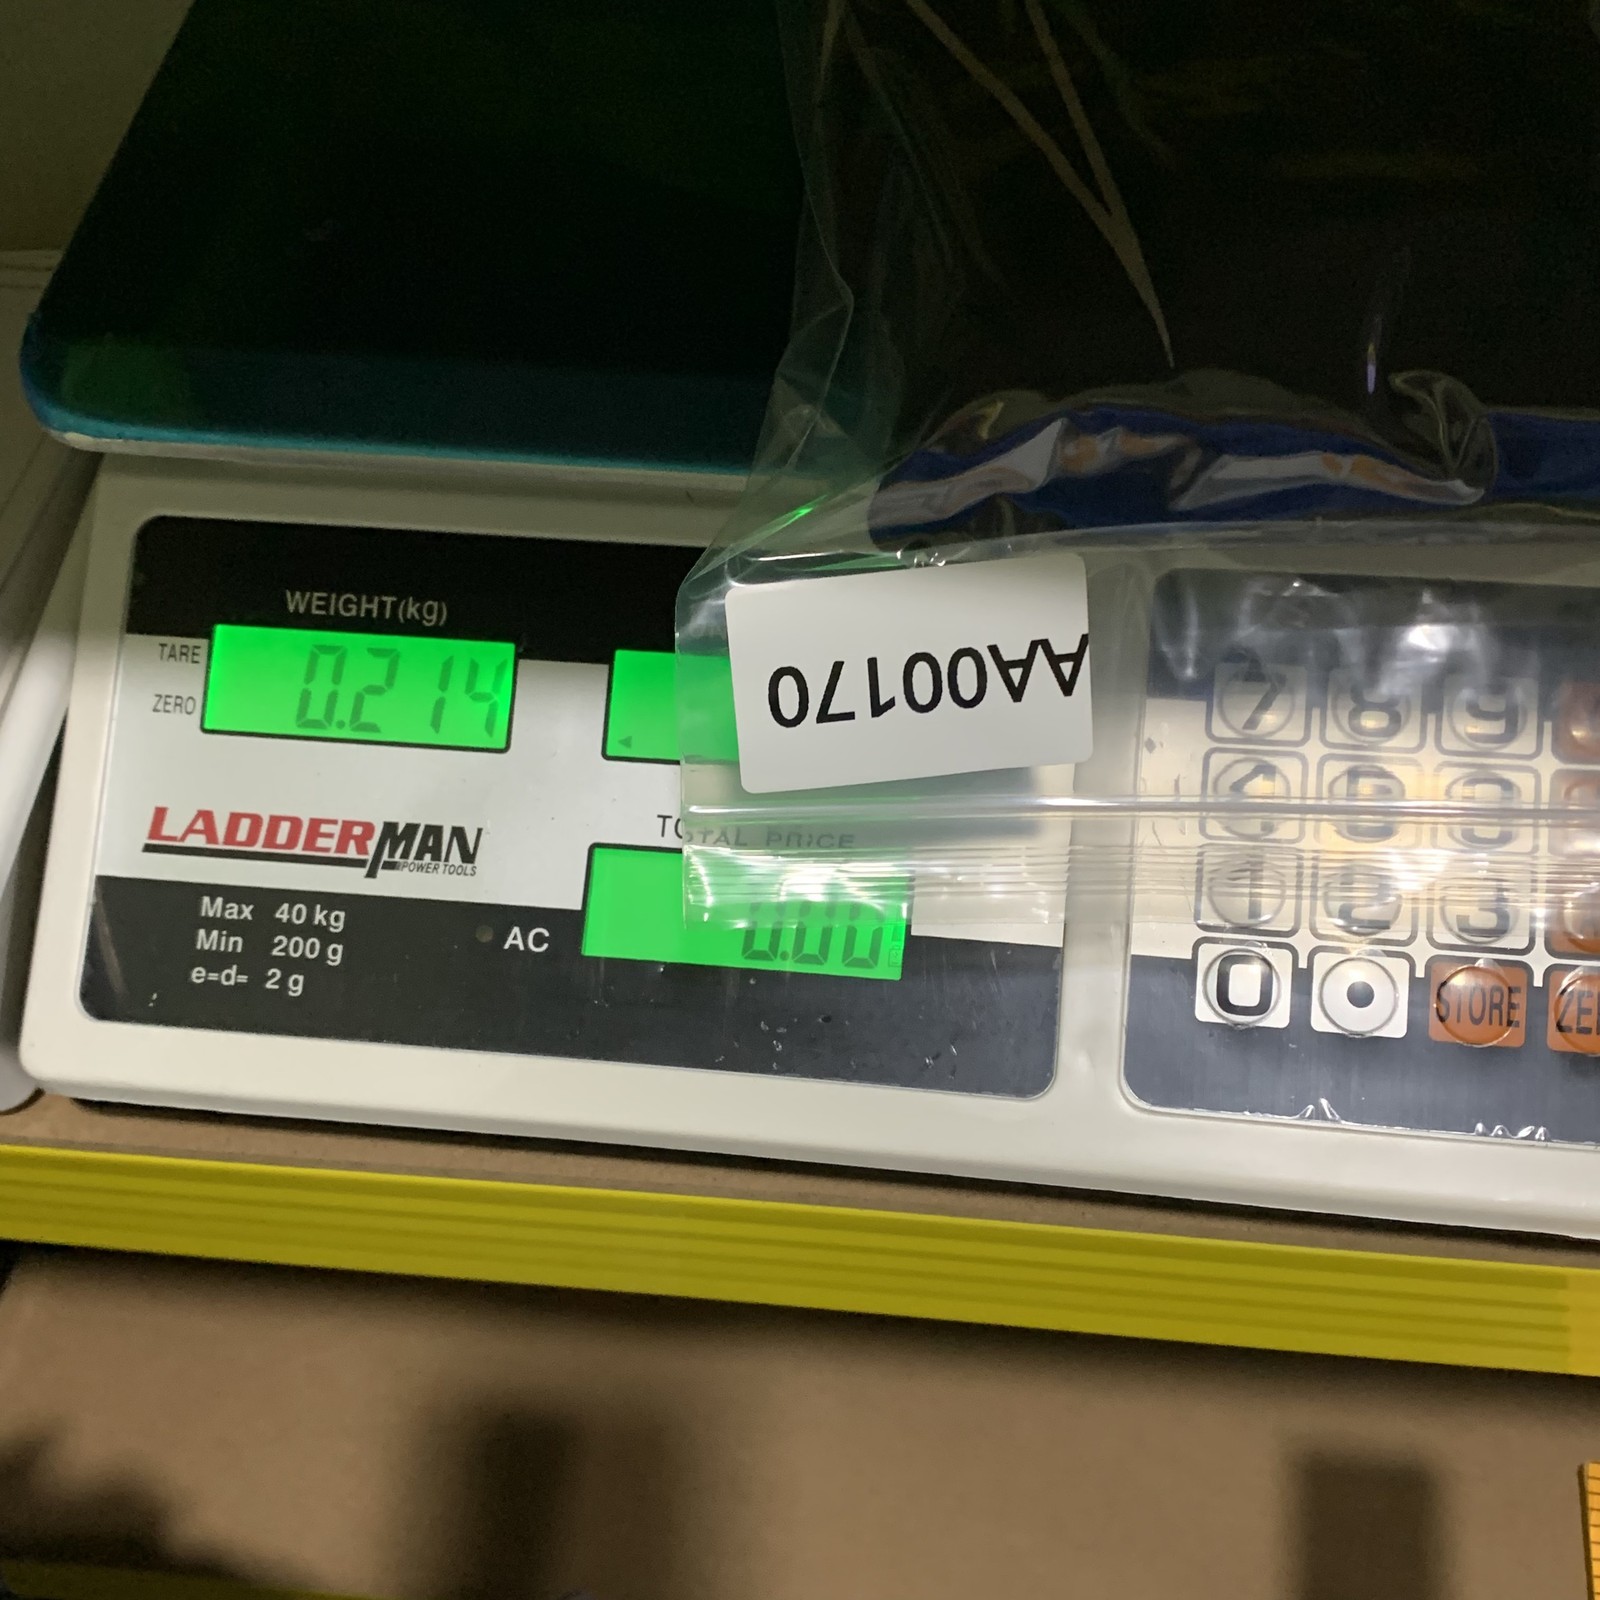 WEIGHT(kg)
TARE
ZERO
0.214
AA00170
LADDERMAN
POWER TOOLS
TOTAL PRICE
0.00
Max 40 kg
Min 200 g
e=d= 2 g
AC
7 8 9
4 5 6
1 2 3
0 • STORE